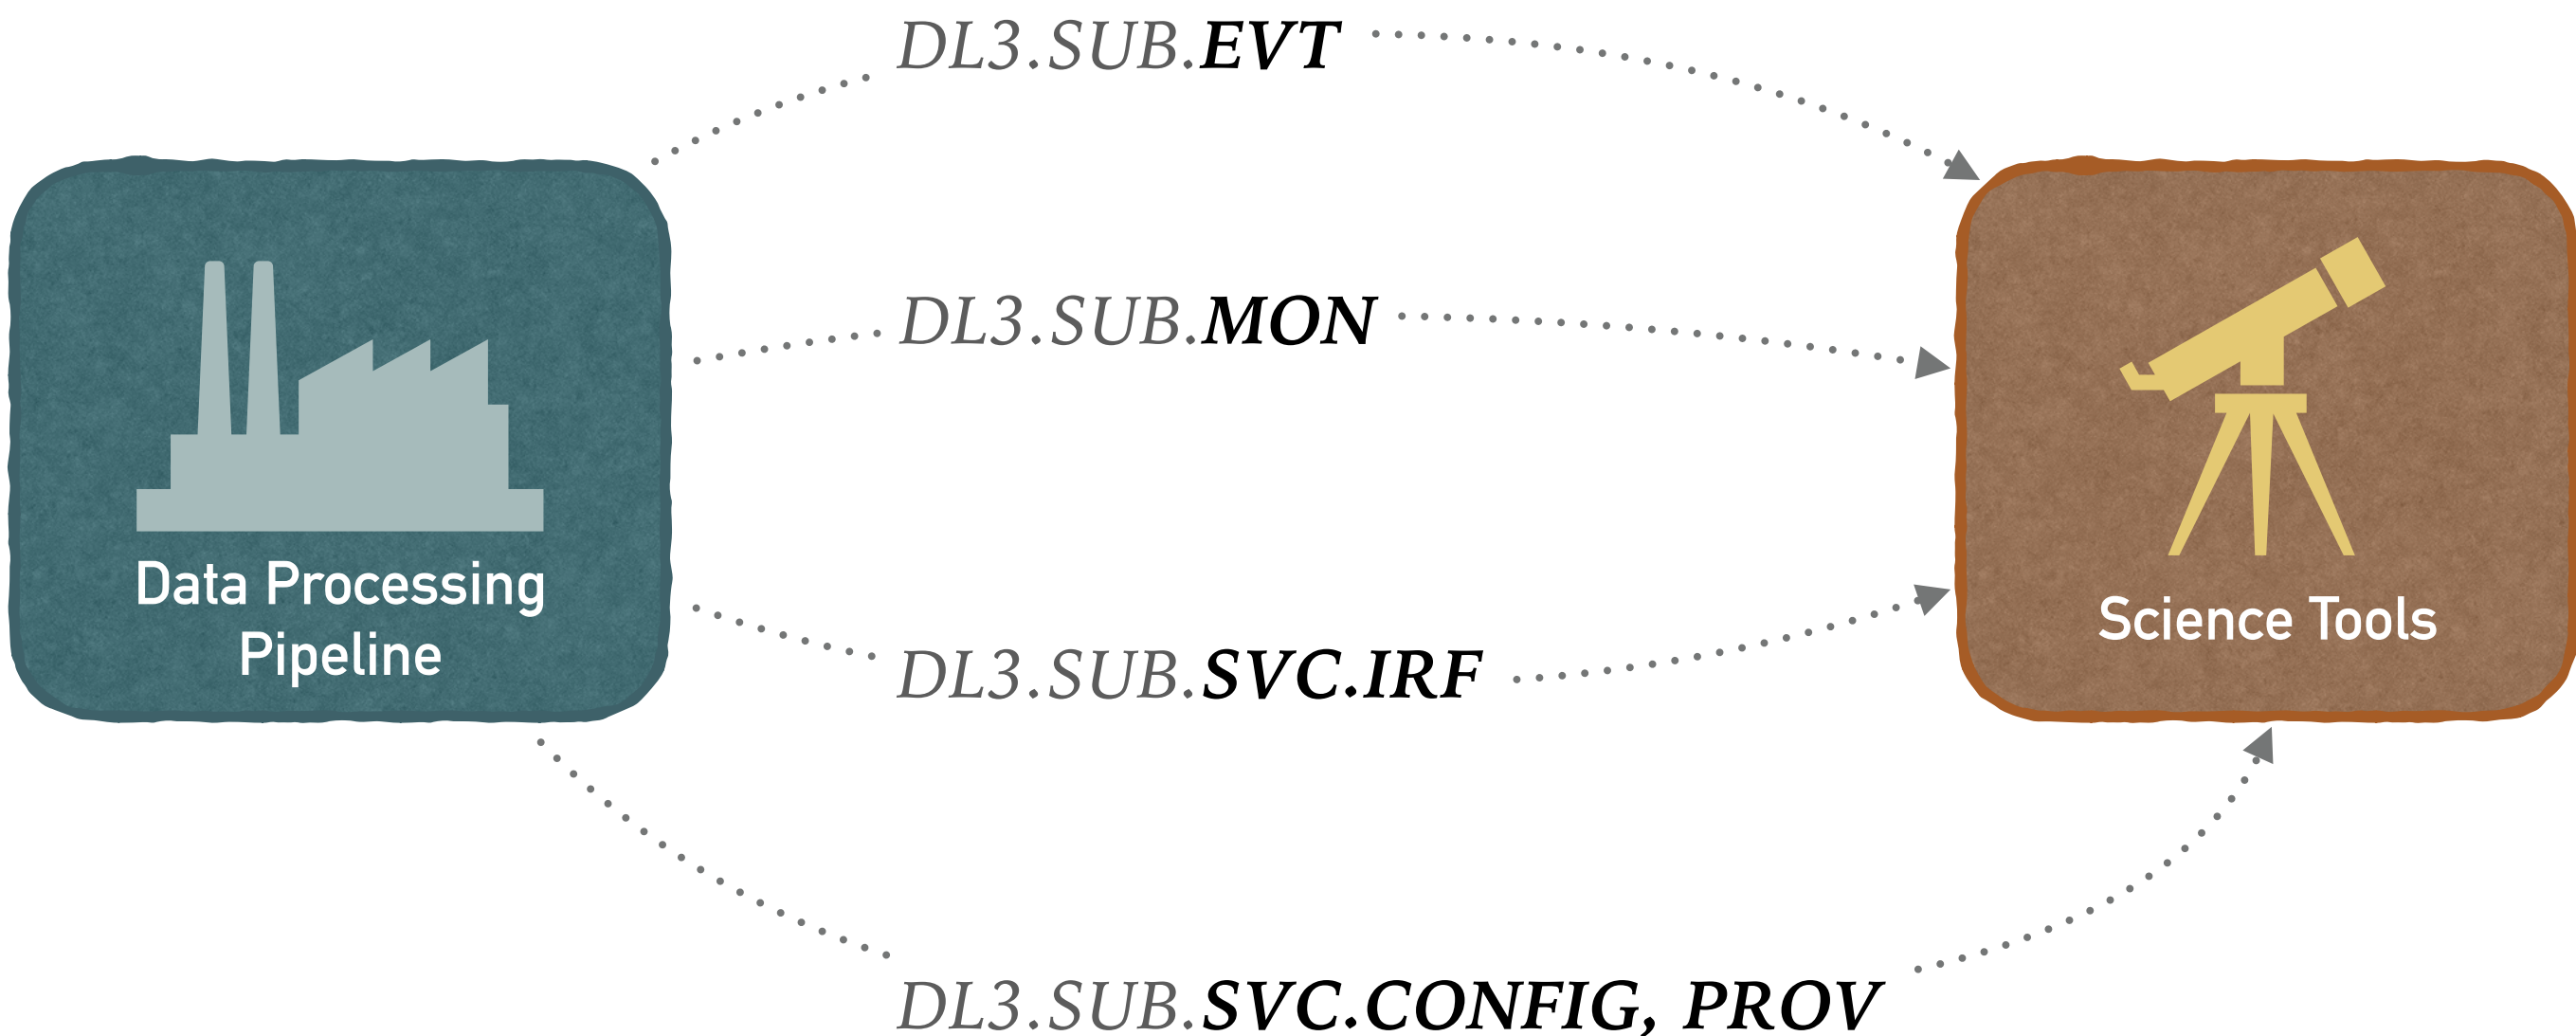 DL3.SUB.EVT
DL3.SUB.MON
Data Processing
Pipeline
Science Tools
DL3.SUB.SVC.IRF
DL3.SUB.SVC.CONFIG, PROV